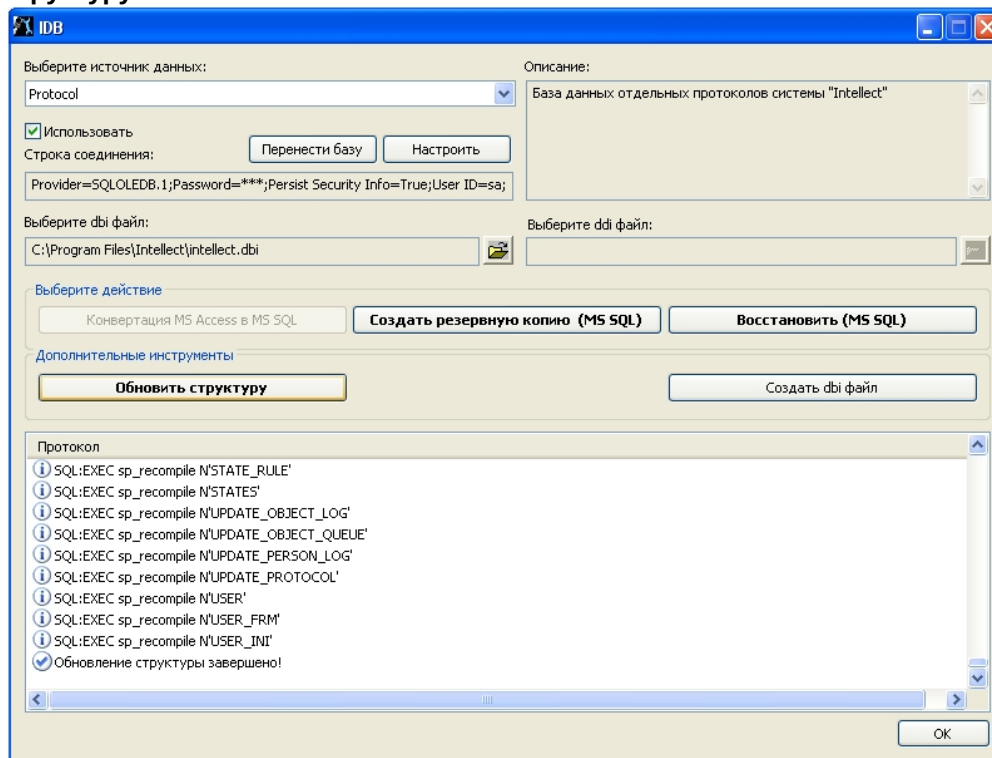 IDB
Выберите источник данных:
Описание:
Protocol
База данных отдельных протоколов системы "Intellect"
Использовать
Строка соединения:
Перенести базу
Настроить
Provider=SQLOLEDB.1;Password=***;Persist Security Info=True;User ID=sa;
Выберите dbi файл:
Выберите ddi файл:
C:\Program Files\Intellect\intellect.dbi
Выберите действие
Конвертация MS Access в MS SQL
Создать резервную копию (MS SQL)
Восстановить (MS SQL)
Дополнительные инструменты
Обновить структуру
Создать dbi файл
Протокол
SQL:EXEC sp_recompile N'STATE_RULE'
SQL:EXEC sp_recompile N'STATES'
SQL:EXEC sp_recompile N'UPDATE_OBJECT_LOG'
SQL:EXEC sp_recompile N'UPDATE_OBJECT_QUEUE'
SQL:EXEC sp_recompile N'UPDATE_PERSON_LOG'
SQL:EXEC sp_recompile N'UPDATE_PROTOCOL'
SQL:EXEC sp_recompile N'USER'
SQL:EXEC sp_recompile N'USER_FRM'
SQL:EXEC sp_recompile N'USER_INI'
Обновление структуры завершено!
OK